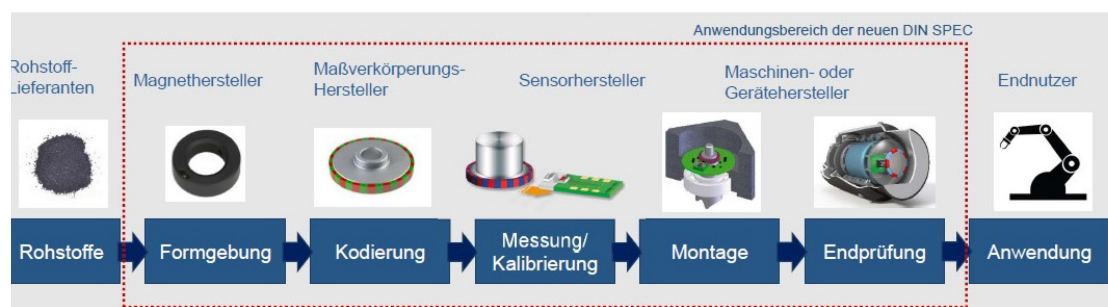 Anwendungsbereich der neuen DIN SPEC
Rohstoff-
Lieferanten
Magnethersteller
Maßverkörperungs-
Hersteller
Sensorhersteller
Maschinen- oder
Gerätehersteller
Endnutzer
Rohstoffe
Formgebung
Kodierung
Messung/
Kalibrierung
Montage
Endprüfung
Anwendung